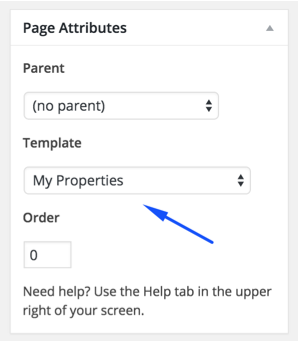 Page Attributes
Parent
(no parent)
Template
My Properties
Order
0
Need help? Use the Help tab in the upper
right of your screen.